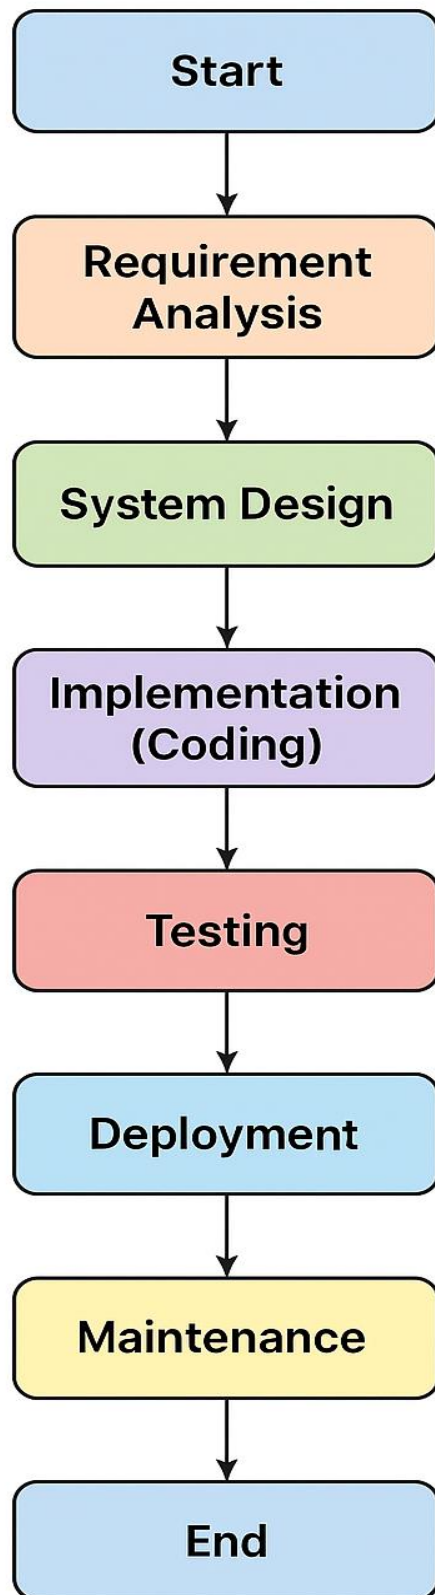 Start
Requirement
Analysis
System Design
Implementation
(Coding)
Testing
Deployment
Maintenance
End